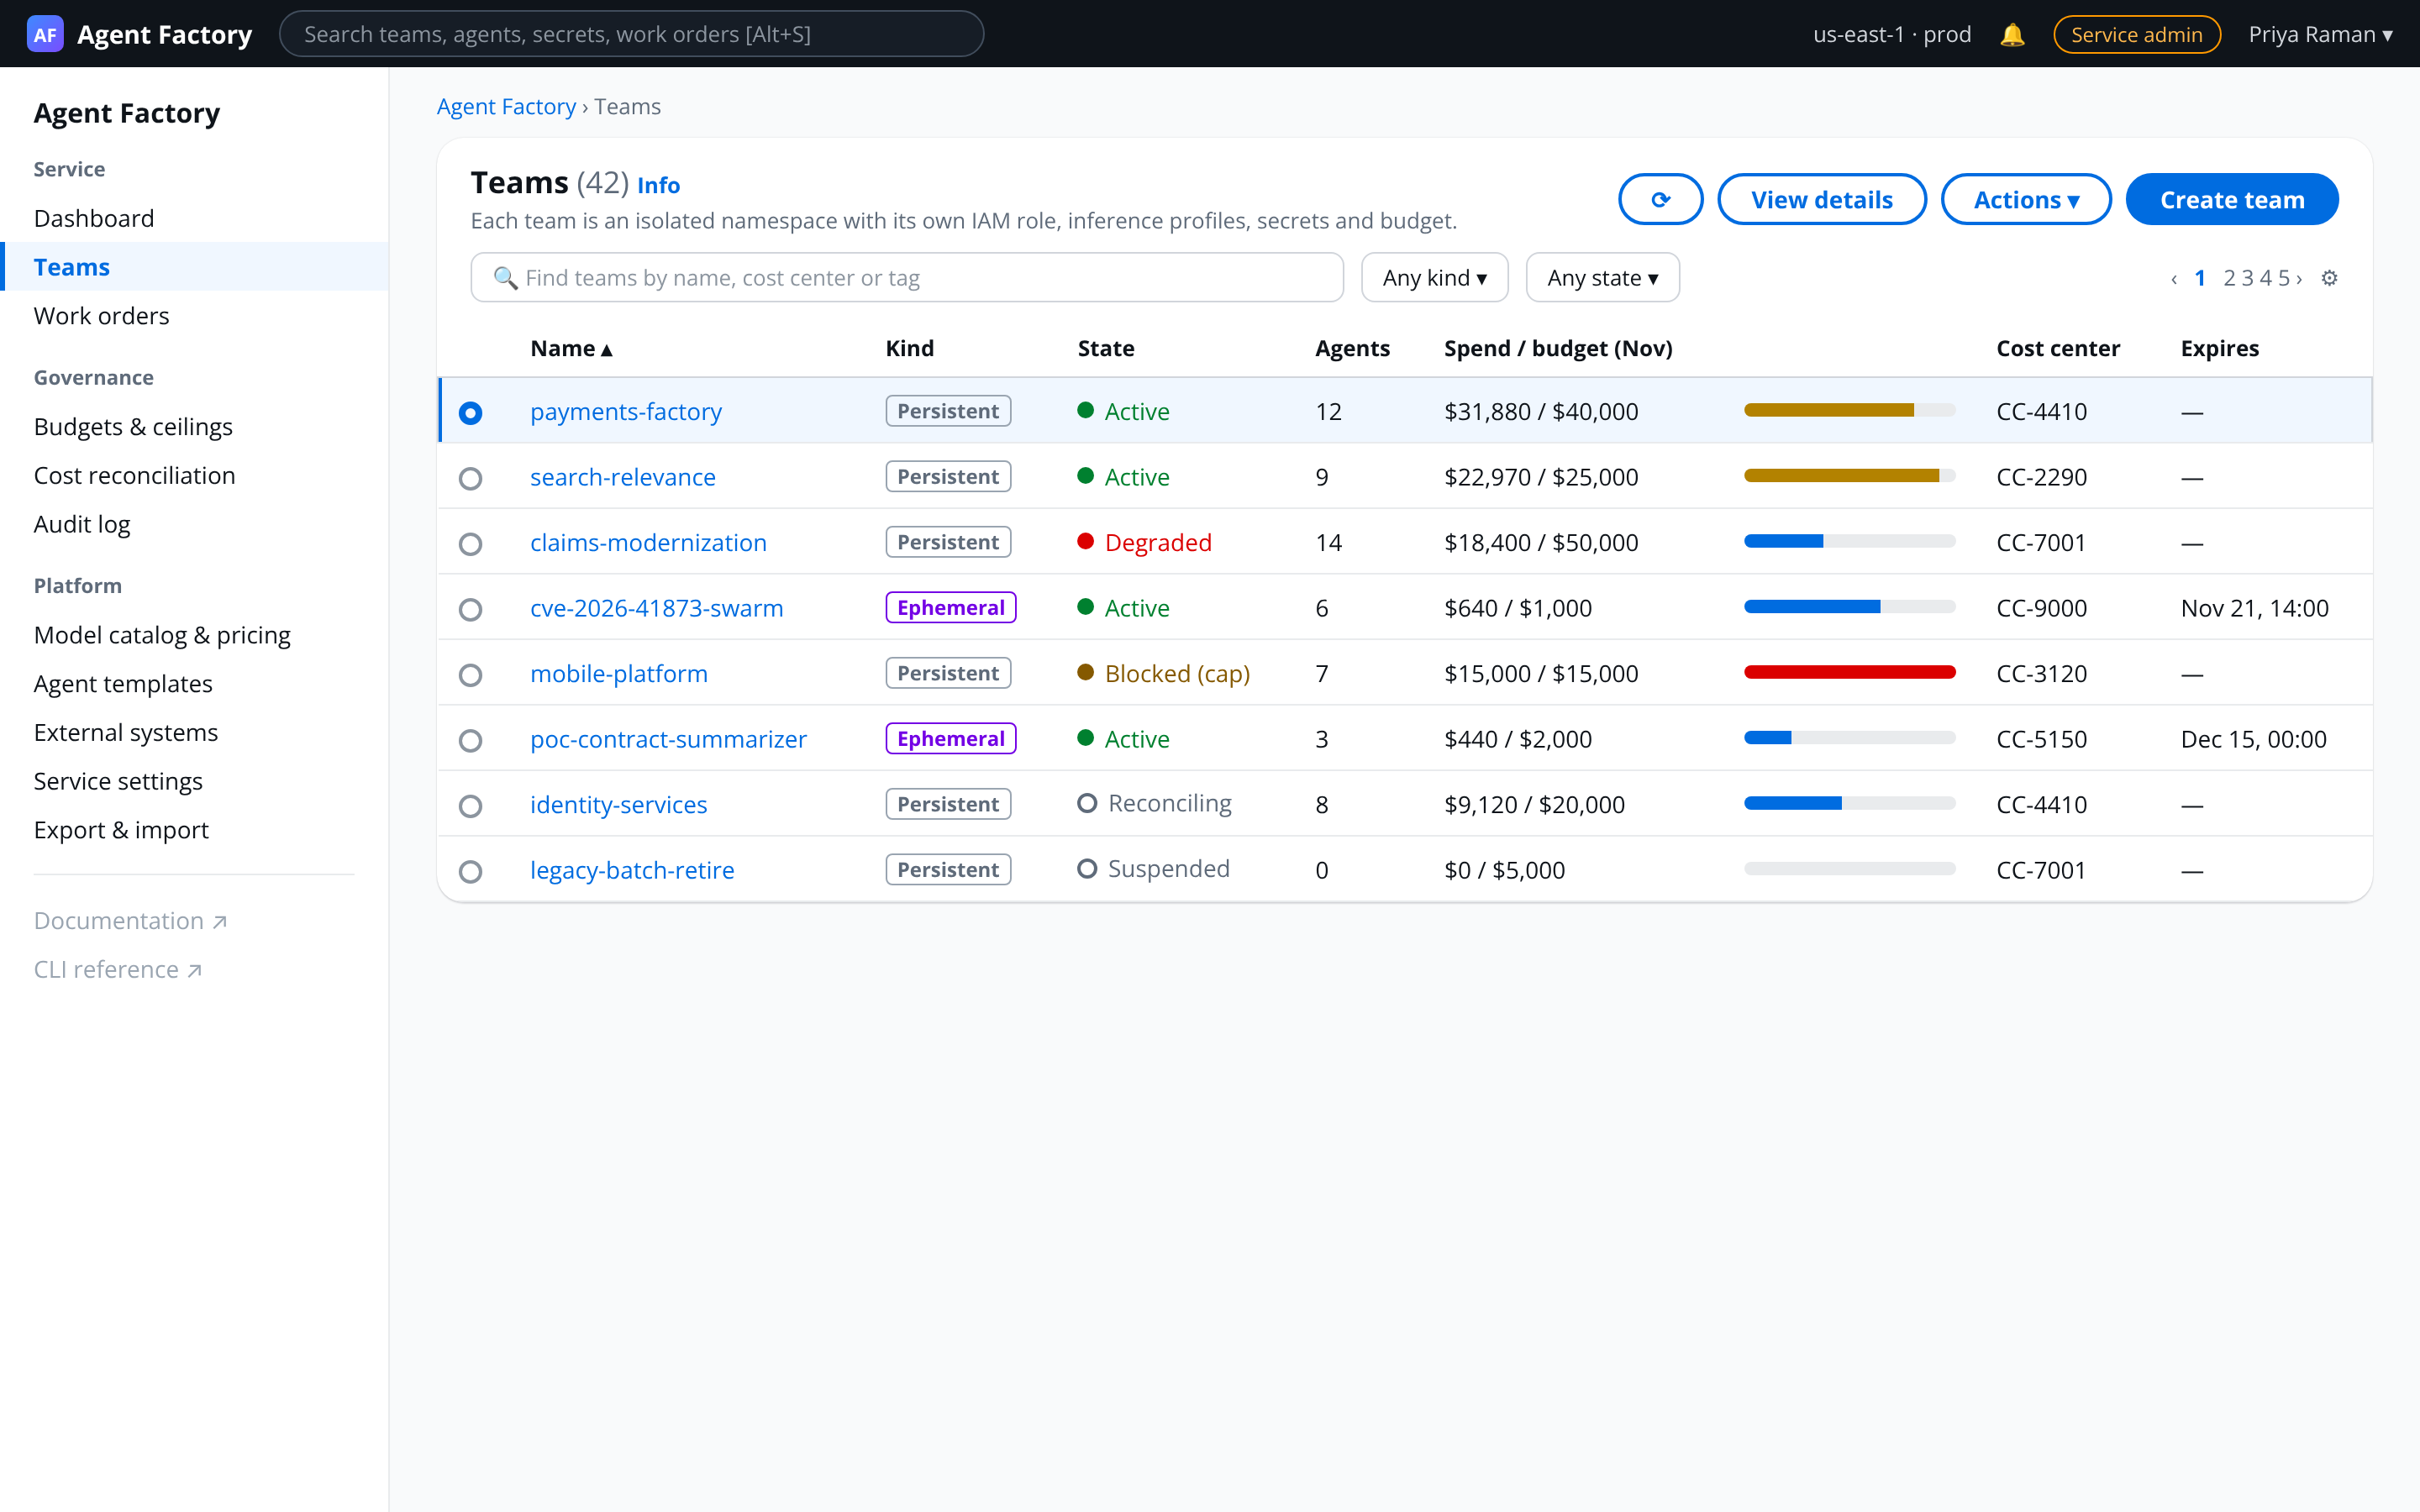 AF Agent Factory Search teams, agents, secrets, work orders [Alt+S] us-east-1 · prod 🔔 Service admin Priya Raman ▾
Agent Factory
Service
Dashboard
Teams
Work orders
Governance
Budgets & ceilings
Cost reconciliation
Audit log
Platform
Model catalog & pricing
Agent templates
External systems
Service settings
Export & import
Documentation ↗
CLI reference ↗
Agent Factory › Teams
Teams (42) Info
Each team is an isolated namespace with its own IAM role, inference profiles, secrets and budget.
⟳ View details Actions ▾ Create team
🔍 Find teams by name, cost center or tag Any kind ▾ Any state ▾ ‹ 1 2 3 4 5 › ⚙
Name ▴ Kind State Agents Spend / budget (Nov) Cost center Expires
payments-factory Persistent Active 12 $31,880 / $40,000 CC-4410 —
search-relevance Persistent Active 9 $22,970 / $25,000 CC-2290 —
claims-modernization Persistent Degraded 14 $18,400 / $50,000 CC-7001 —
cve-2026-41873-swarm Ephemeral Active 6 $640 / $1,000 CC-9000 Nov 21, 14:00
mobile-platform Persistent Blocked (cap) 7 $15,000 / $15,000 CC-3120 —
poc-contract-summarizer Ephemeral Active 3 $440 / $2,000 CC-5150 Dec 15, 00:00
identity-services Persistent Reconciling 8 $9,120 / $20,000 CC-4410 —
legacy-batch-retire Persistent Suspended 0 $0 / $5,000 CC-7001 —